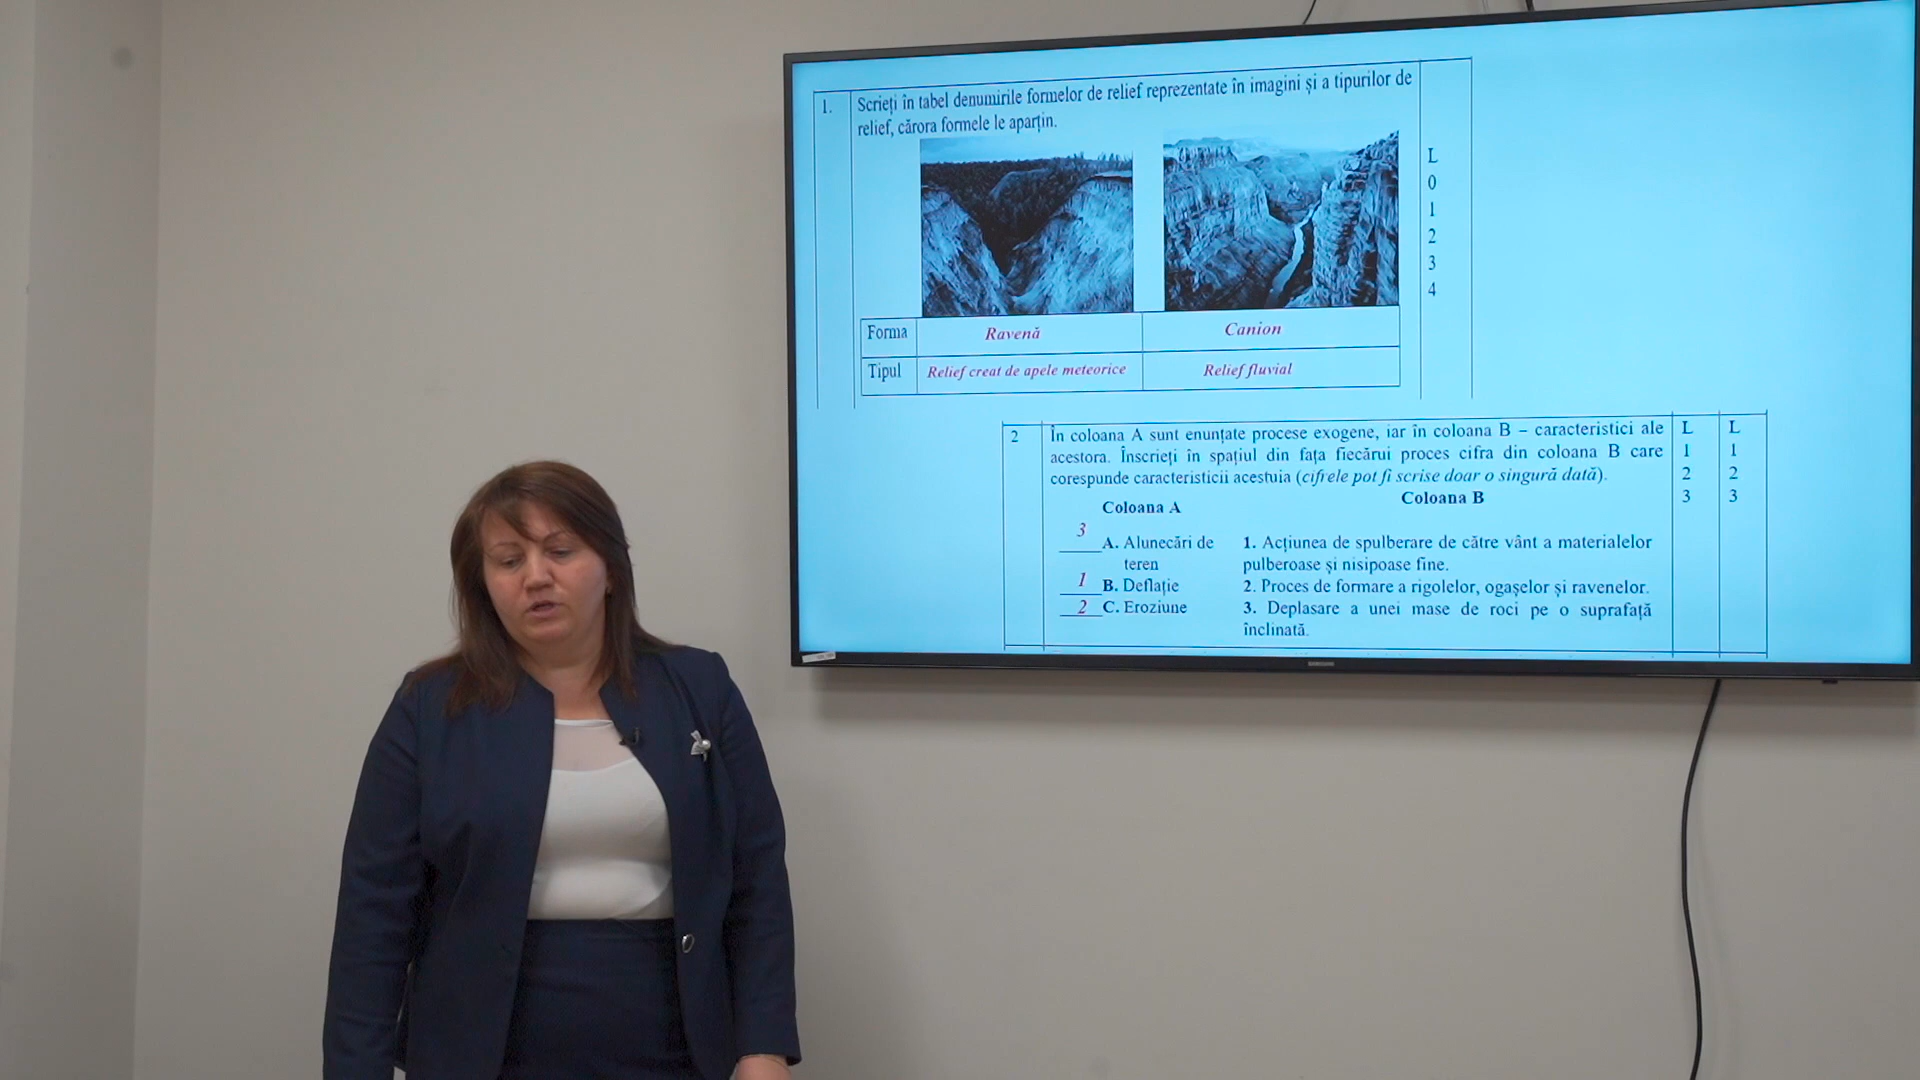 1. Scrieți în tabel denumirile formelor de relief reprezentate în imagini și a tipurilor de
relief, cărora formele le aparțin.
L
0
1
2
3
4
Forma Ravenă Canion
Tipul Relief creat de apele meteorice Relief fluvial
2 În coloana A sunt enunțate procese exogene, iar în coloana B – caracteristici ale
acestora. Înscrieți în spațiul din fața fiecărui proces cifra din coloana B care
corespunde caracteristicii acestuia (cifrele pot fi scrise doar o singură dată).
L L
1 1
2 2
3 3
Coloana A
3 A. Alunecări de
teren
1 B. Deflație
2 C. Eroziune
Coloana B
1. Acțiunea de spulberare de către vânt a materialelor
pulberoase și nisipoase fine.
2. Proces de formare a rigolelor, ogașelor și ravenelor.
3. Deplasare a unei mase de roci pe o suprafață
înclinată.
SAMSUNG